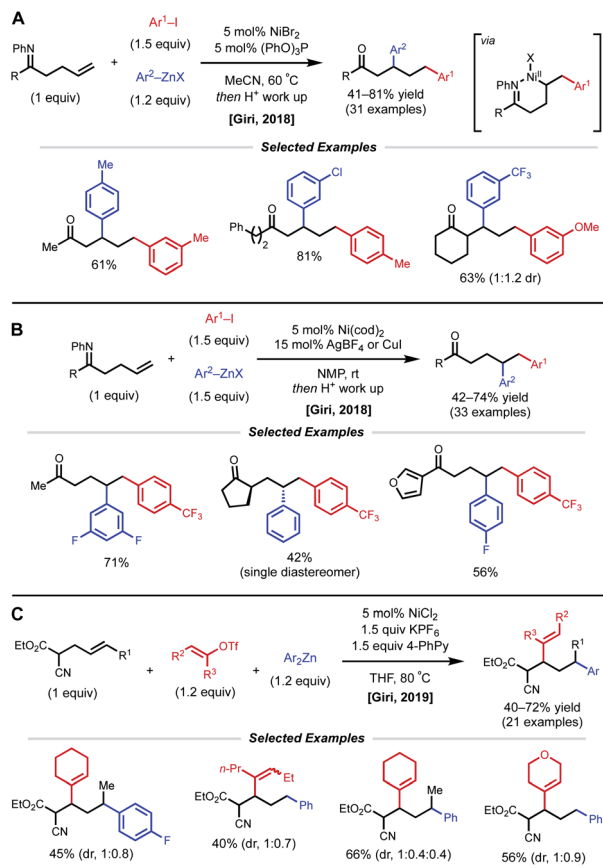 A
PhN
R
(1 equiv)
+
Ar1–I
(1.5 equiv)
Ar2–ZnX
(1.2 equiv)
5 mol% NiBr2
5 mol% (PhO)3P
MeCN, 60 °C
then H+ work up
[Giri, 2018]
O
R
Ar2
Ar1
41–81% yield
(31 examples)
via
X
NiII
PhN
R
Ar1
Selected Examples
Me
O
Me
Me
61%
Cl
O
Ph
2
Me
81%
CF3
O
OMe
63% (1:1.2 dr)
B
PhN
R
(1 equiv)
+
Ar1–I
(1.5 equiv)
Ar2–ZnX
(1.5 equiv)
5 mol% Ni(cod)2
15 mol% AgBF4 or CuI
NMP, rt
then H+ work up
[Giri, 2018]
O
R
Ar1
Ar2
42–74% yield
(33 examples)
Selected Examples
O
Me
CF3
F
F
71%
O
CF3
42%
(single diastereomer)
O
O
CF3
F
56%
C
EtO2C
CN
R1
(1 equiv)
+
R2
OTf
R3
(1.2 equiv)
+
Ar2Zn
(1.2 equiv)
5 mol% NiCl2
1.5 quiv KPF6
1.5 equiv 4-PhPy
THF, 80 °C
[Giri, 2019]
R2
R3
R1
EtO2C
Ar
CN
40–72% yield
(21 examples)
Selected Examples
Me
EtO2C
CN
F
45% (dr, 1:0.8)
n-Pr
Et
EtO2C
Ph
CN
40% (dr, 1:0.7)
Me
EtO2C
Ph
CN
66% (dr, 1:0.4:0.4)
O
EtO2C
Ph
CN
56% (dr, 1:0.9)